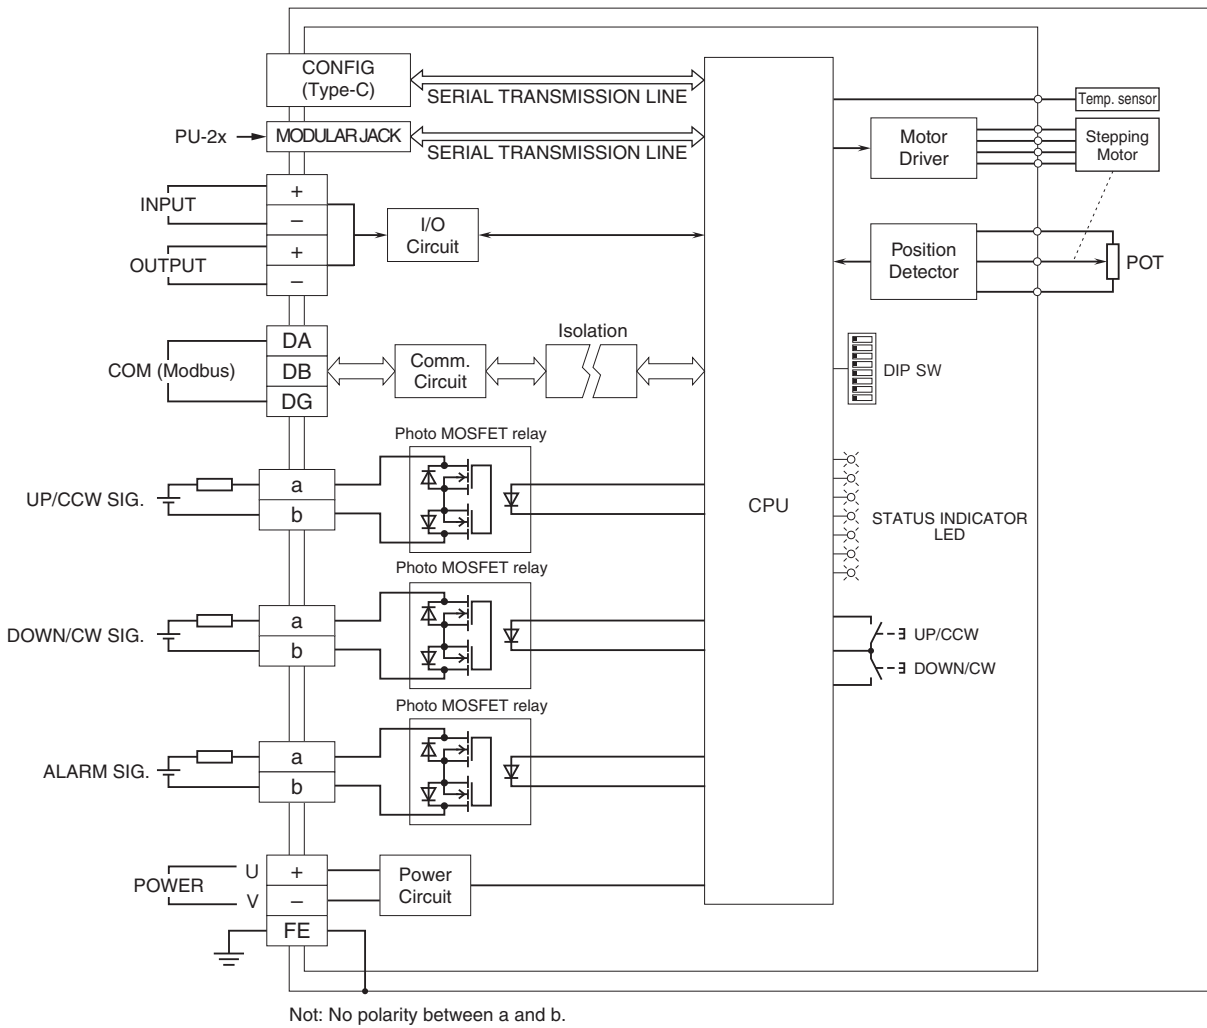 CONFIG
(Type-C)
SERIAL TRANSMISSION LINE
Temp. sensor
PU-2x
MODULAR JACK
SERIAL TRANSMISSION LINE
Motor
Driver
Stepping
Motor
INPUT
+
–
I/O
Circuit
OUTPUT
+
–
Position
Detector
POT
COM (Modbus)
DA
DB
DG
Comm.
Circuit
Isolation
DIP SW
CPU
Photo MOSFET relay
UP/CCW SIG.
a
b
STATUS INDICATOR
LED
Photo MOSFET relay
DOWN/CW SIG.
a
b
UP/CCW
DOWN/CW
Photo MOSFET relay
ALARM SIG.
a
b
POWER
U
V
+
–
Power
Circuit
FE
Not: No polarity between a and b.